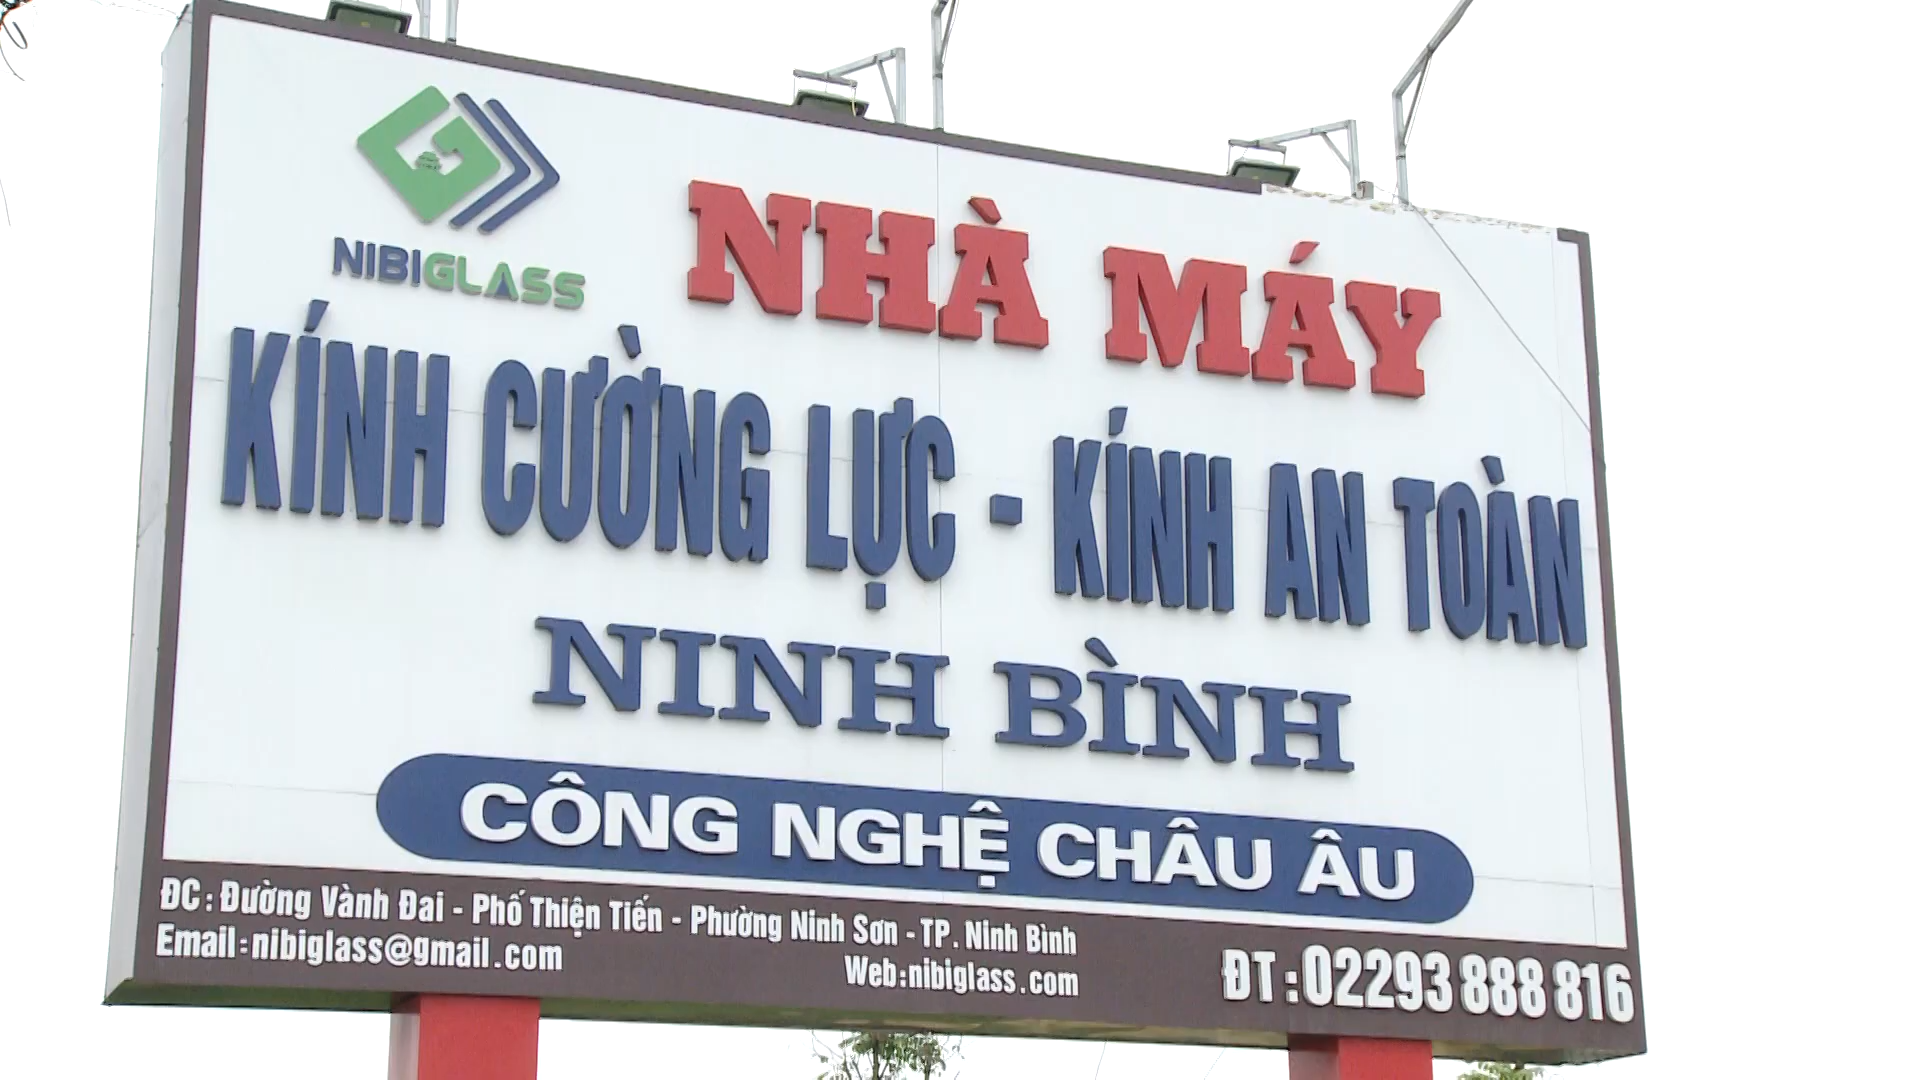 NIBIGLASS
NHÀ MÁY
KÍNH CƯỜNG LỰC - KÍNH AN TOÀN
NINH BÌNH
CÔNG NGHỆ CHÂU ÂU
ĐC: Đường Vành Đai - Phố Thiện Tiến - Phường Ninh Sơn - TP. Ninh Bình
Email: nibiglass@gmail.com
Web: nibiglass.com
ĐT: 02293 888 816